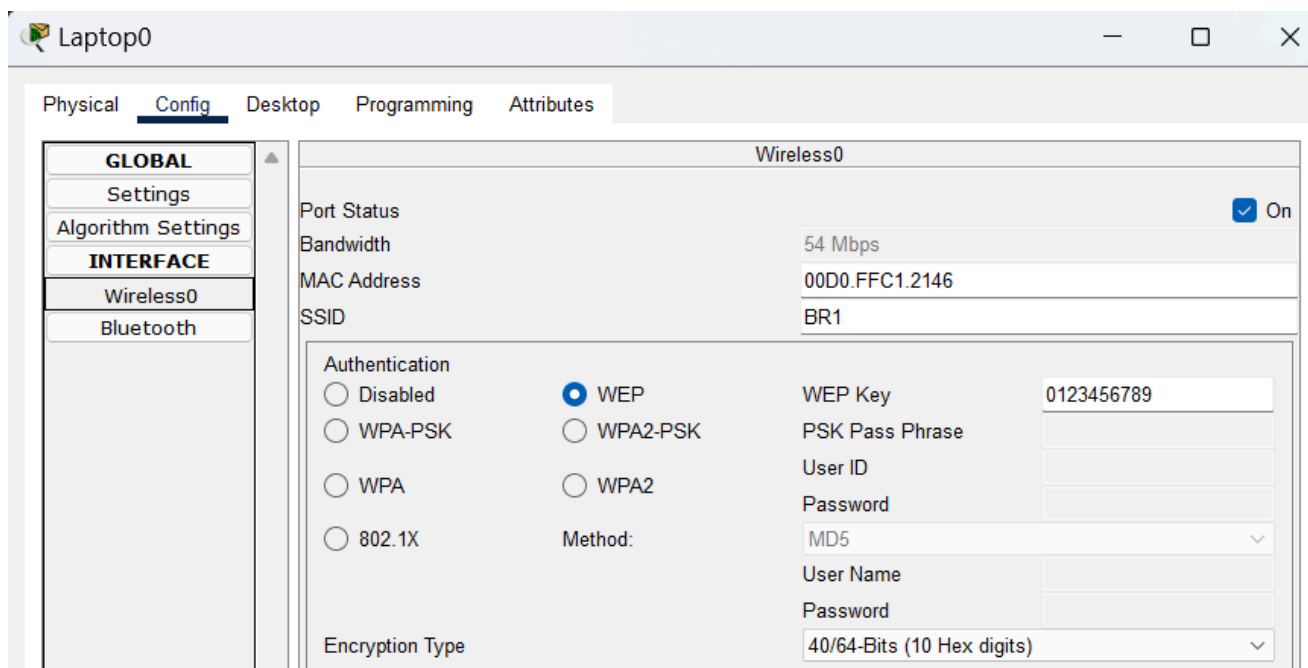 Laptop0
Physical Config Desktop Programming Attributes
GLOBAL
Settings
Algorithm Settings
INTERFACE
Wireless0
Bluetooth
Wireless0
Port Status On
Bandwidth 54 Mbps
MAC Address 00D0.FFC1.2146
SSID BR1
Authentication
Disabled WEP WEP Key 0123456789
WPA-PSK WPA2-PSK PSK Pass Phrase
User ID
WPA WPA2
Password
802.1X Method: MD5
User Name
Password
Encryption Type 40/64-Bits (10 Hex digits)